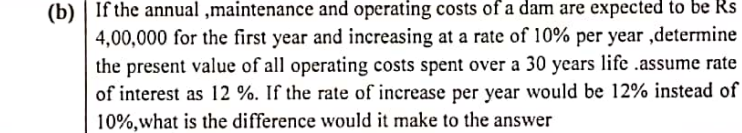 (b) If the annual ,maintenance and operating costs of a dam are expected to be Rs
4,00,000 for the first year and increasing at a rate of 10% per year ,determine
the present value of all operating costs spent over a 30 years life .assume rate
of interest as 12 %. If the rate of increase per year would be 12% instead of
10%,what is the difference would it make to the answer